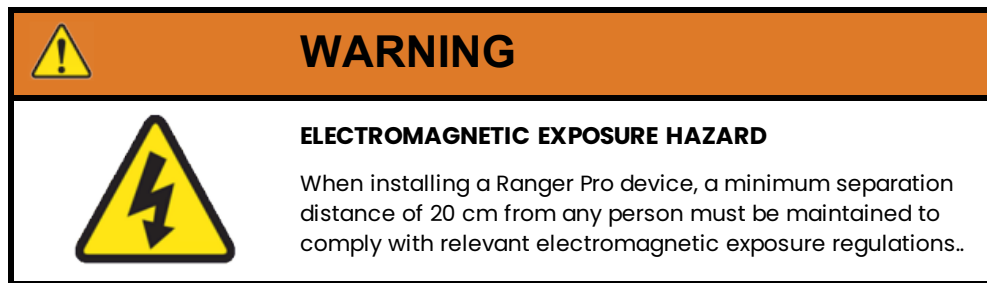 WARNING
ELECTROMAGNETIC EXPOSURE HAZARD
When installing a Ranger Pro device, a minimum separation
distance of 20 cm from any person must be maintained to
comply with relevant electromagnetic exposure regulations..